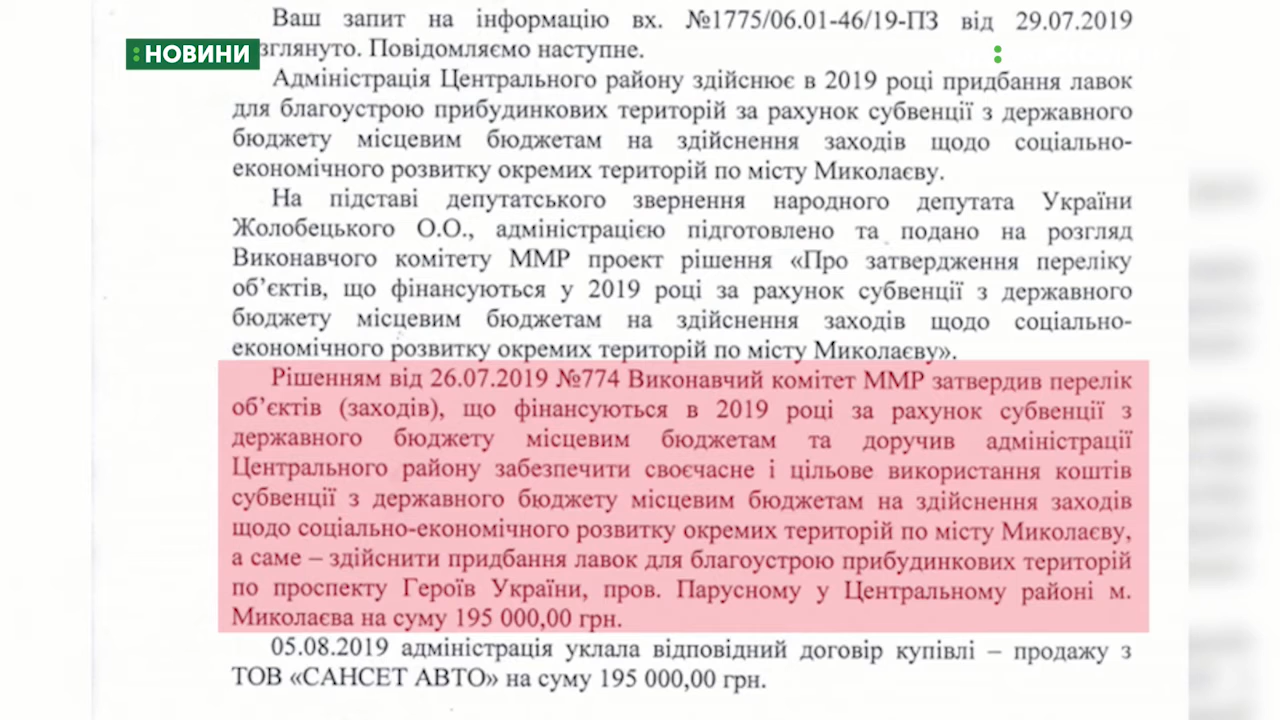 Ваш запит на інформацію вх. №1775/06.01-46/19-ПЗ від 29.07.2019
НОВИНИ
зглянуто. Повідомляємо наступне.
Адміністрація Центрального району здійснює в 2019 році придбання лавок
для благоустрою прибудинкових територій за рахунок субвенції з державного
бюджету місцевим бюджетам на здійснення заходів щодо соціально-
економічного розвитку окремих територій по місту Миколаєву.
На підставі депутатського звернення народного депутата України
Жолобецького О.О., адміністрацією підготовлено та подано на розгляд
Виконавчого комітету ММР проект рішення «Про затвердження переліку
об’єктів, що фінансуються у 2019 році за рахунок субвенції з державного
бюджету місцевим бюджетам на здійснення заходів щодо соціально-
економічного розвитку окремих територій по місту Миколаєву».
Рішенням від 26.07.2019 №774 Виконавчий комітет ММР затвердив перелік
об’єктів (заходів), що фінансуються в 2019 році за рахунок субвенції з
державного бюджету місцевим бюджетам та доручив адміністрації
Центрального району забезпечити своєчасне і цільове використання коштів
субвенції з державного бюджету місцевим бюджетам на здійснення заходів
щодо соціально-економічного розвитку окремих територій по місту Миколаєву,
а саме – здійснити придбання лавок для благоустрою прибудинкових територій
по проспекту Героїв України, пров. Парусному у Центральному районі м.
Миколаєва на суму 195 000,00 грн.
05.08.2019 адміністрація уклала відповідний договір купівлі – продажу з
ТОВ «САНСЕТ АВТО» на суму 195 000,00 грн.